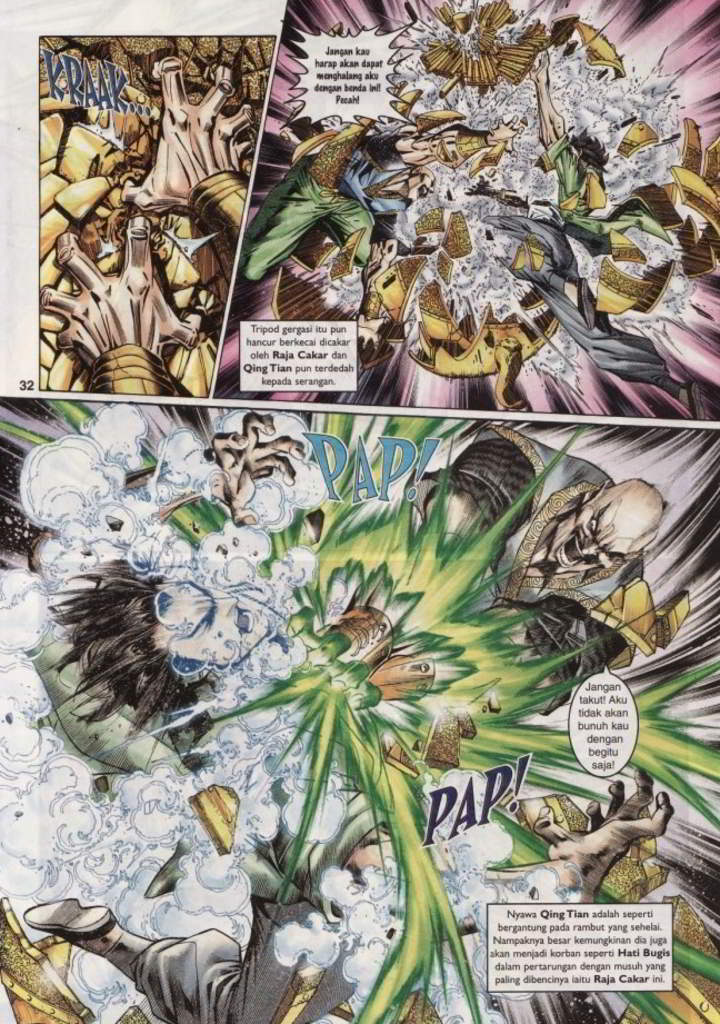 KRAAK...
Jangan kau
harap akan dapat
menghalang aku
dengan benda ini!
Pecah!
Tripod gergasi itu pun
hancur berkecai dicakar
oleh Raja Cakar dan
Qing Tian pun terdedah
kepada serangan.
32
PAP!
Jangan
takut! Aku
tidak akan
bunuh kau
dengan
begitu
saja!
PAP!
Nyawa Qing Tian adalah seperti
bergantung pada rambut yang sehelai.
Nampaknya besar kemungkinan dia juga
akan menjadi korban seperti Hati Bugis
dalam pertarungan dengan musuh yang
paling dibencinya iaitu Raja Cakar ini.